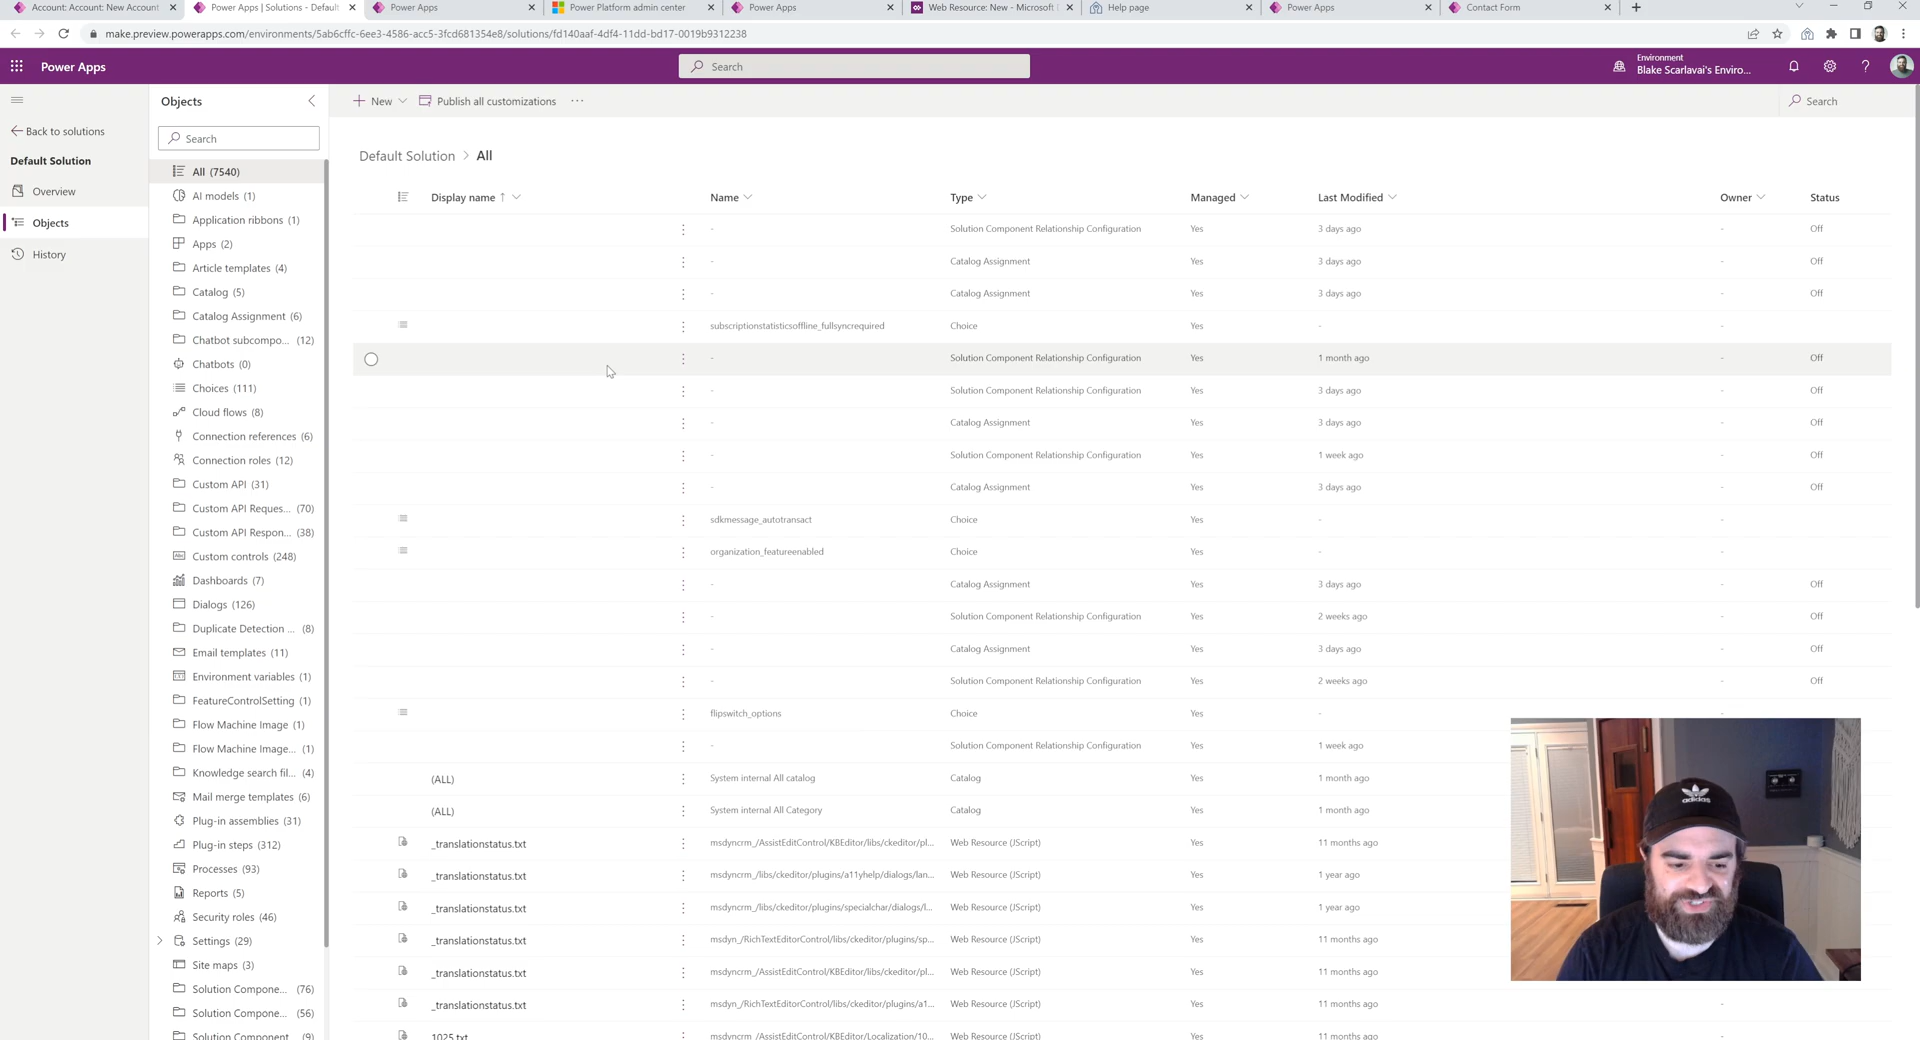 Account: Account: New Account
Power Apps | Solutions - Default
Power Apps
Power Platform admin center
Power Apps
Web Resource: New - Microsoft
Help page
Power Apps
Contact Form
make.preview.powerapps.com/environments/5ab6cffc-6ee3-4586-acc5-3fcd681354e8/solutions/fd140aaf-4df4-11dd-bd17-0019b9312238
Power Apps
Search
Environment
Blake Scarlavai's Enviro...
Back to solutions
Default Solution
Overview
Objects
History
Objects
Search
All (7540)
AI models (1)
Application ribbons (1)
Apps (2)
Article templates (4)
Catalog (5)
Catalog Assignment (6)
Chatbot subcompo... (12)
Chatbots (0)
Choices (111)
Cloud flows (8)
Connection references (6)
Connection roles (12)
Custom API (31)
Custom API Reques... (70)
Custom API Respon... (38)
Custom controls (248)
Dashboards (7)
Dialogs (126)
Duplicate Detection ... (8)
Email templates (11)
Environment variables (1)
FeatureControlSetting (1)
Flow Machine Image (1)
Flow Machine Image... (1)
Knowledge search fil... (4)
Mail merge templates (6)
Plug-in assemblies (31)
Plug-in steps (312)
Processes (93)
Reports (5)
Security roles (46)
Settings (29)
Site maps (3)
Solution Compone... (76)
Solution Compone... (56)
Solution Component (9)
New
Publish all customizations
Search
Default Solution > All
Display name ↑ Name Type Managed Last Modified Owner Status
- Solution Component Relationship Configuration Yes 3 days ago - Off
- Catalog Assignment Yes 3 days ago - Off
- Catalog Assignment Yes 3 days ago - Off
subscriptionstatisticsoffline_fullsyncrequired Choice Yes - -
- Solution Component Relationship Configuration Yes 1 month ago - Off
- Solution Component Relationship Configuration Yes 3 days ago - Off
- Catalog Assignment Yes 3 days ago - Off
- Solution Component Relationship Configuration Yes 1 week ago - Off
- Catalog Assignment Yes 3 days ago - Off
sdkmessage_autotransact Choice Yes - -
organization_featureenabled Choice Yes - -
- Catalog Assignment Yes 3 days ago - Off
- Solution Component Relationship Configuration Yes 2 weeks ago - Off
- Catalog Assignment Yes 3 days ago - Off
- Solution Component Relationship Configuration Yes 2 weeks ago - Off
flipswitch_options Choice Yes - -
- Solution Component Relationship Configuration Yes 1 week ago
(ALL) System internal All catalog Catalog Yes 1 month ago
(ALL) System internal All Category Catalog Yes 1 month ago
_translationstatus.txt msdyncrm_/AssistEditControl/KBEditor/libs/ckeditor/pl... Web Resource (JScript) Yes 11 months ago
_translationstatus.txt msdyncrm_/libs/ckeditor/plugins/a11yhelp/dialogs/lan... Web Resource (JScript) Yes 1 year ago
_translationstatus.txt msdyncrm_/libs/ckeditor/plugins/specialchar/dialogs/l... Web Resource (JScript) Yes 1 year ago
_translationstatus.txt msdyn_/RichTextEditorControl/libs/ckeditor/plugins/sp... Web Resource (JScript) Yes 11 months ago
_translationstatus.txt msdyncrm_/AssistEditControl/KBEditor/libs/ckeditor/pl... Web Resource (JScript) Yes 11 months ago
_translationstatus.txt msdyn_/RichTextEditorControl/libs/ckeditor/plugins/a1... Web Resource (JScript) Yes 11 months ago -
1025.txt msdyncrm_/AssistEditControl/Localization/10... Web Resource (JScript) Yes 11 months ago -
adidas